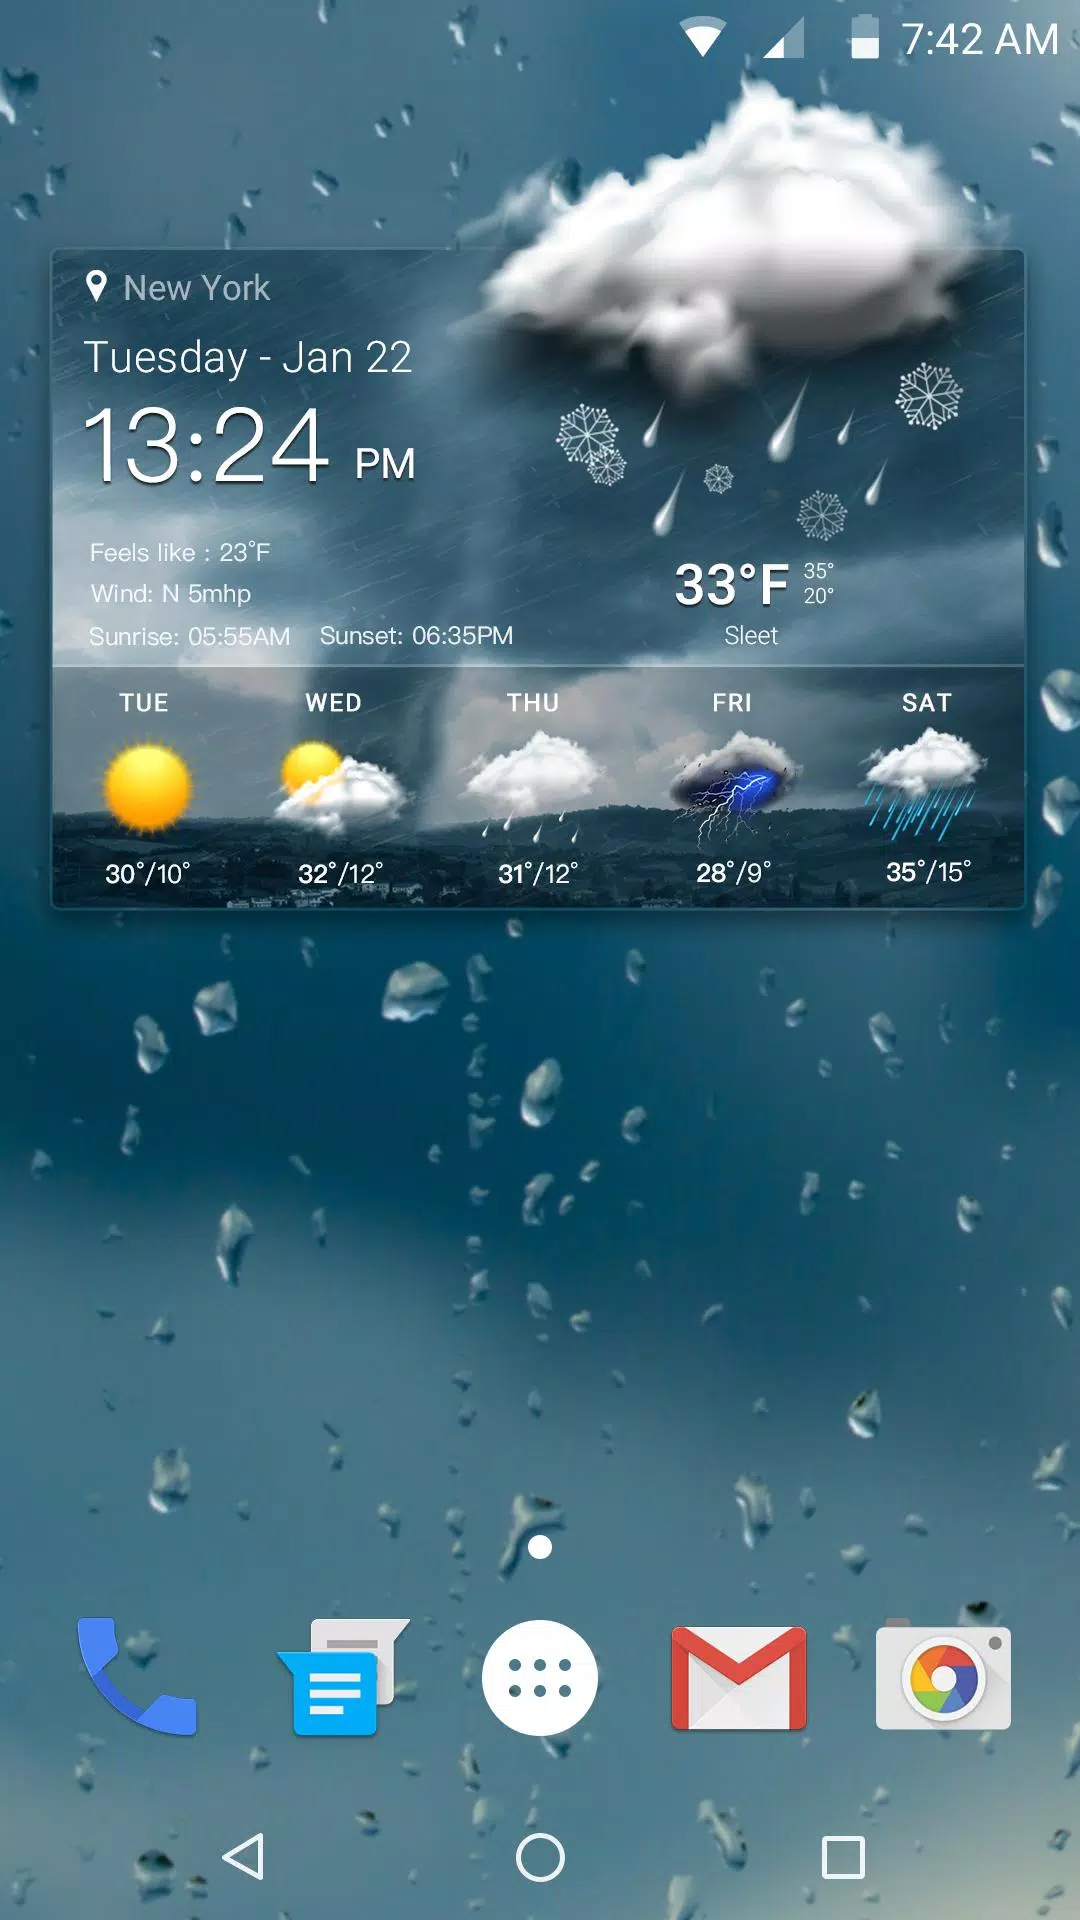 7:42 AM
New York
Tuesday - Jan 22
13:24 PM
Feels like : 23°F
Wind: N 5mhp
Sunrise: 05:55AM Sunset: 06:35PM
33°F 35° 20°
Sleet
TUE WED THU FRI SAT
30°/10° 32°/12° 31°/12° 28°/9° 35°/15°